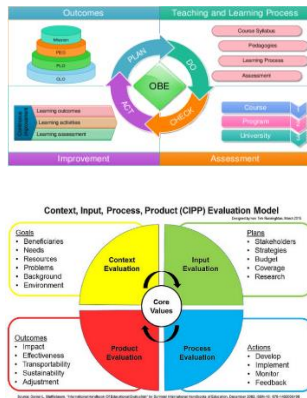 Outcomes
Teaching and Learning Process
Mission
PEO
PLO
CLO
PLAN
DO
CHECK
ACT
OBE
Course Syllabus
Pedagogies
Learning Process
Assessment
Learning outcomes
Learning activities
Learning assessment
Course
Program
University
Improvement
Assessment
Context, Input, Process, Product (CIPP) Evaluation Model
Goals
• Beneficiaries
• Needs
• Resources
• Problems
• Background
• Environment
Context
Evaluation
Input
Evaluation
Plans
• Stakeholders
• Strategies
• Budget
• Coverage
• Research
Core
Values
Outcomes
• Impact
• Effectiveness
• Transportability
• Sustainability
• Adjustment
Product
Evaluation
Process
Evaluation
Actions
• Develop
• Implement
• Monitor
• Feedback